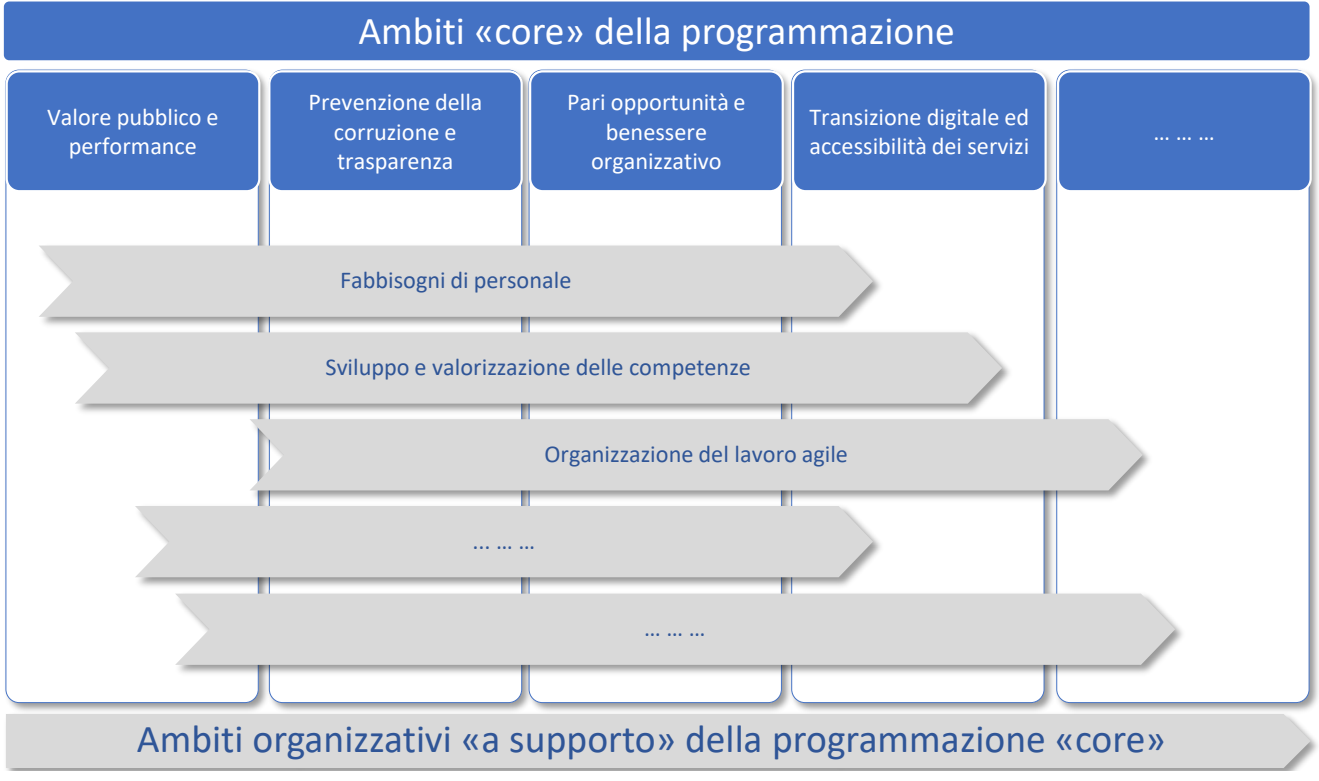 Ambiti «core» della programmazione
Valore pubblico e
performance
Prevenzione della
corruzione e
trasparenza
Pari opportunità e
benessere
organizzativo
Transizione digitale ed
accessibilità dei servizi
… … …
Fabbisogni di personale
Sviluppo e valorizzazione delle competenze
Organizzazione del lavoro agile
… … …
… … …
Ambiti organizzativi «a supporto» della programmazione «core»